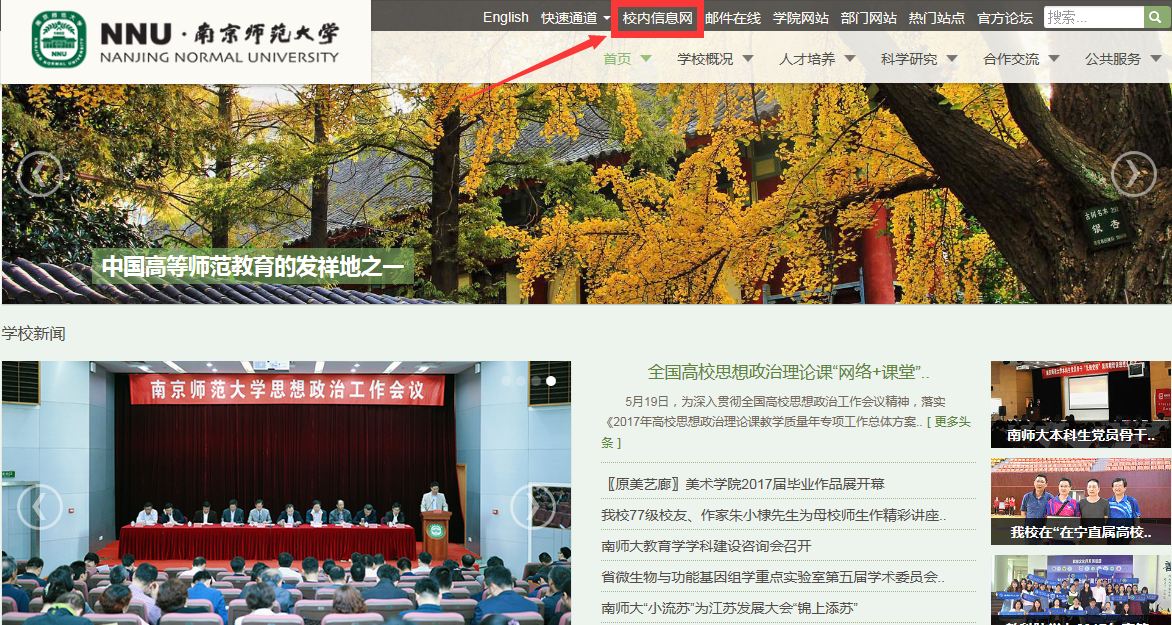 NNU·南京师范大学
NANJING NORMAL UNIVERSITY
English 快速通道 校内信息网 邮件在线 学院网站 部门网站 热门站点 官方论坛 搜索...
首页 学校概况 人才培养 科学研究 合作交流 公共服务
银杏
中国高等师范教育的发祥地之一
学校新闻
南京师范大学思想政治工作会议
全国高校思想政治理论课“网络+课堂”..
5月19日，为深入贯彻全国高校思想政治工作会议精神，落实
《2017年高校思想政治理论课教学质量年专项工作总体方案.. [ 更多头
条 ]
〖原美艺廊〗美术学院2017届毕业作品展开幕
我校77级校友、作家朱小棣先生为母校师生作精彩讲座..
南师大教育学学科建设咨询会召开
省微生物与功能基因组学重点实验室第五届学术委员会..
南师大“小流苏”为江苏发展大会“锦上添苏”
南师大本科生党员骨干..
我校在“在宁直属高校..